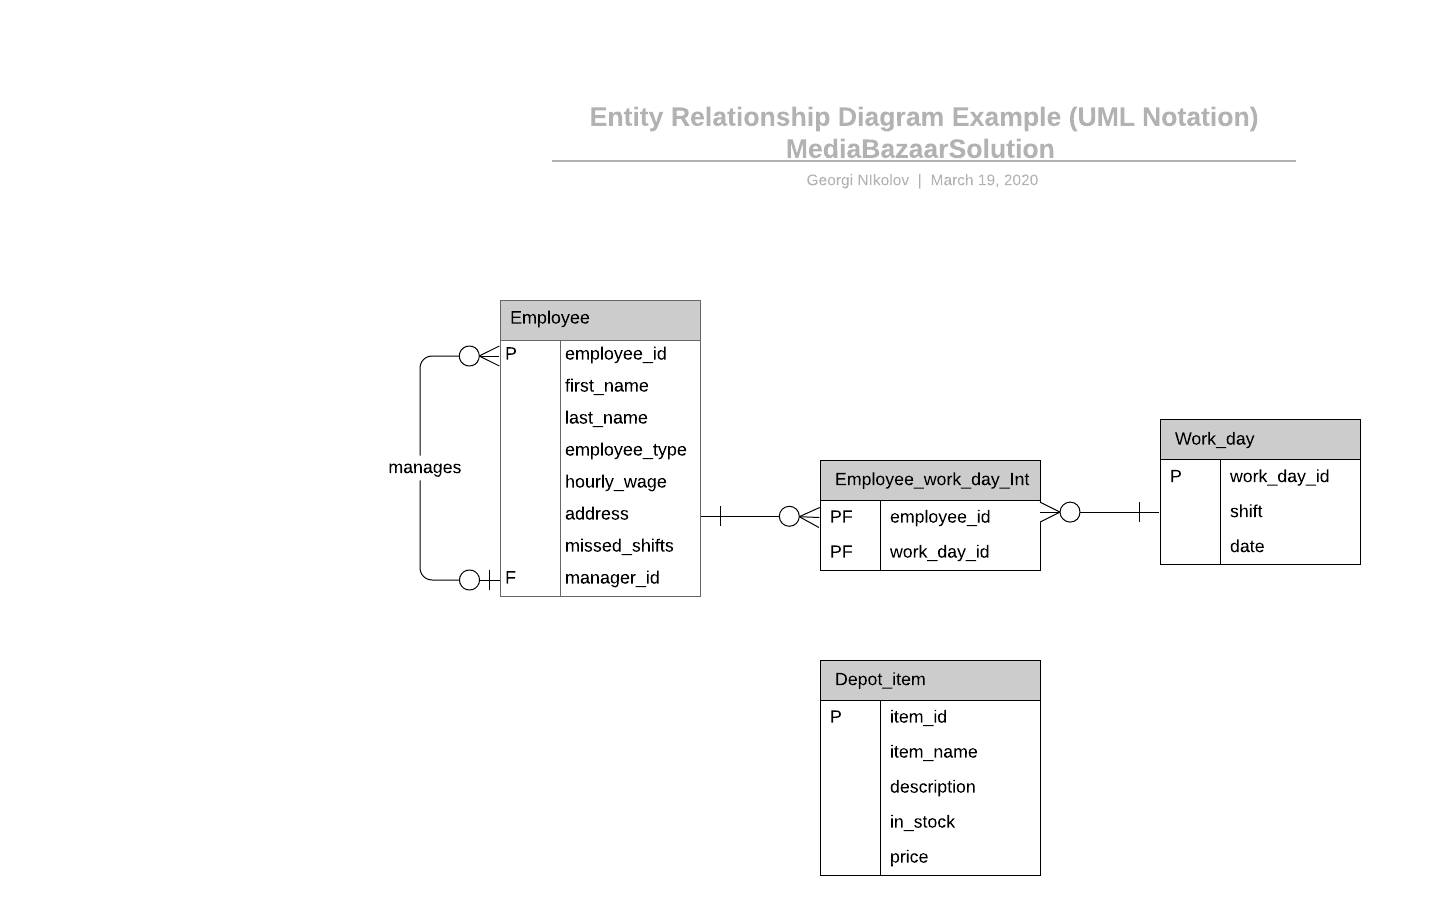 Entity Relationship Diagram Example (UML Notation)
MediaBazaarSolution
Georgi NIkolov | March 19, 2020
Employee
P employee_id
first_name
last_name
employee_type
hourly_wage
address
missed_shifts
F manager_id
manages
Employee_work_day_Int
PF employee_id
PF work_day_id
Work_day
P work_day_id
shift
date
Depot_item
P item_id
item_name
description
in_stock
price